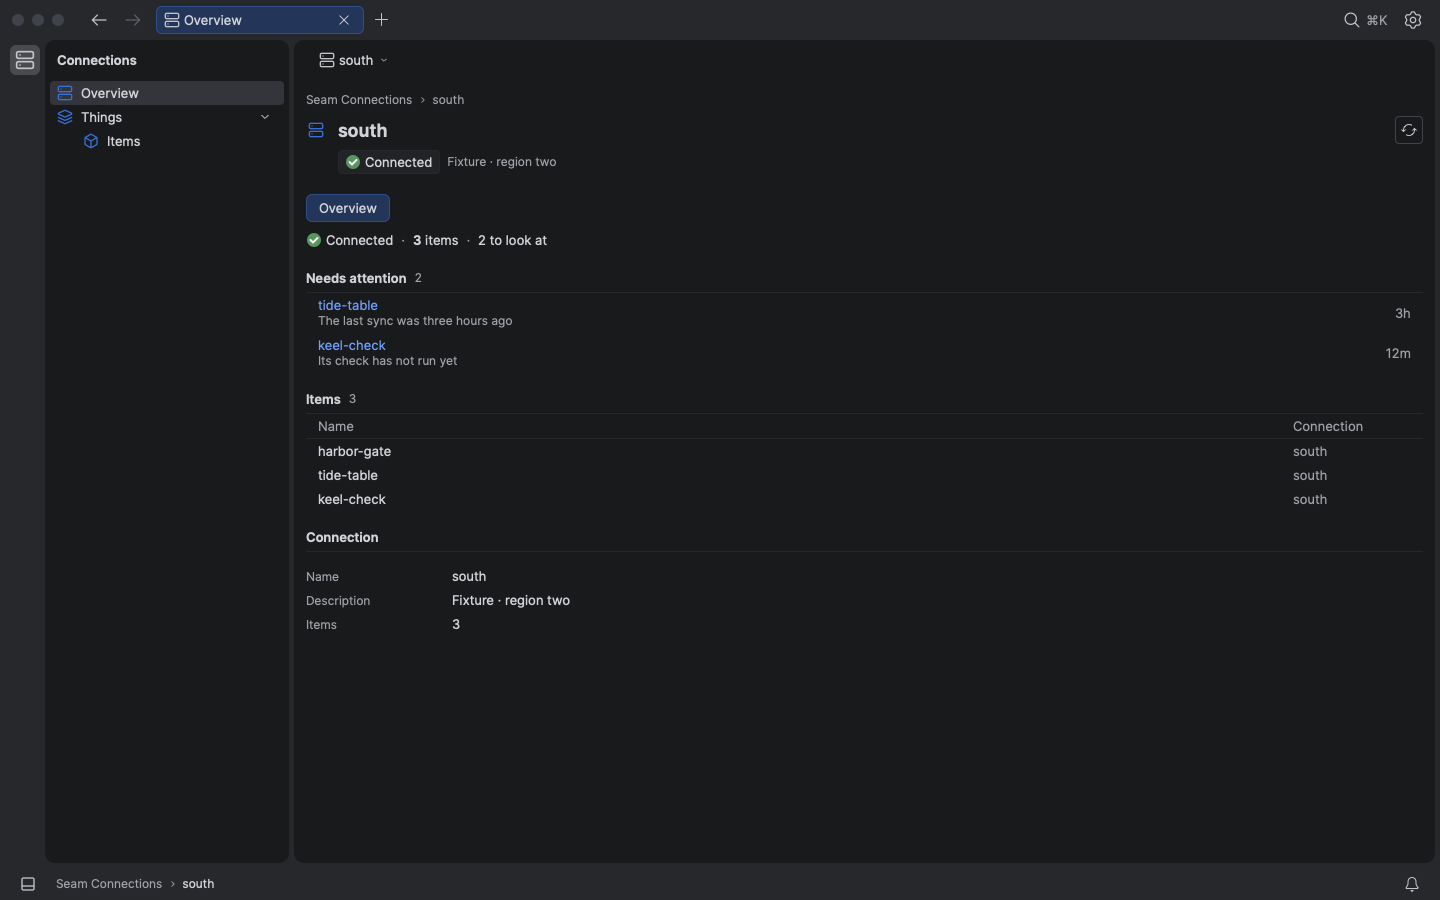 Overview
⌘K
Connections
Overview
Things
Items
south
Seam Connections › south
south
Connected Fixture · region two
Overview
Connected · 3 items · 2 to look at
Needs attention 2
tide-table
The last sync was three hours ago
3h
keel-check
Its check has not run yet
12m
Items 3
Name Connection
harbor-gate south
tide-table south
keel-check south
Connection
Name south
Description Fixture · region two
Items 3
Seam Connections › south